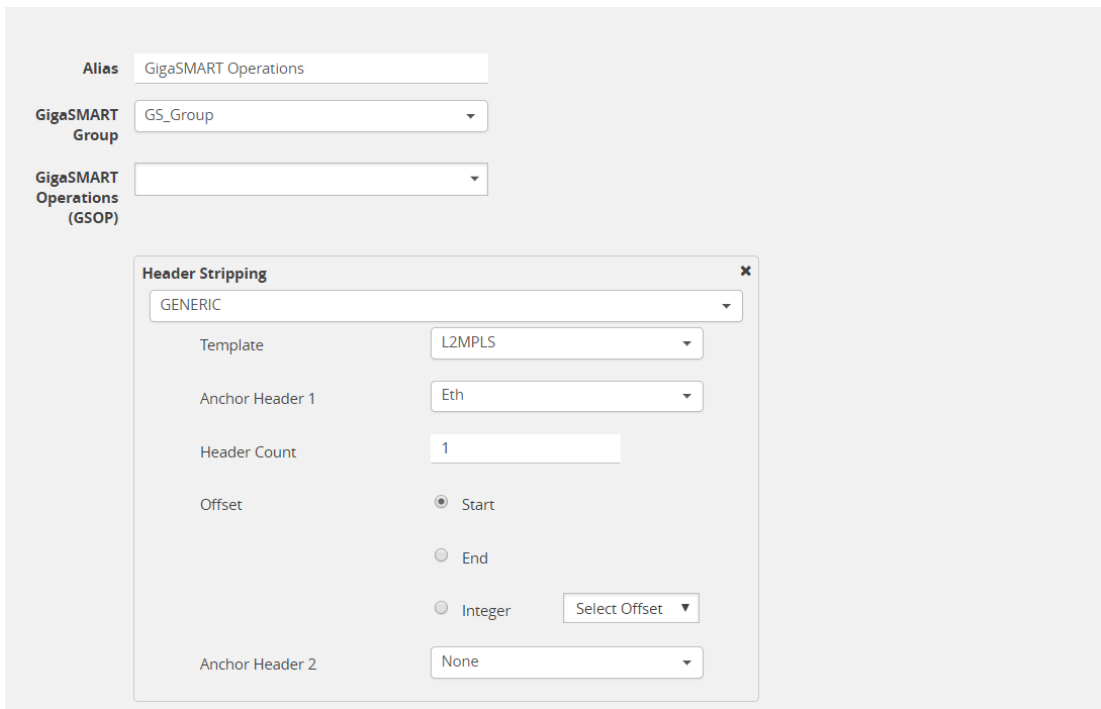 Alias GigaSMART Operations
GigaSMART
Group
GS_Group
GigaSMART
Operations
(GSOP)
Header Stripping
GENERIC
Template L2MPLS
Anchor Header 1 Eth
Header Count 1
Offset Start
End
Integer Select Offset
Anchor Header 2 None